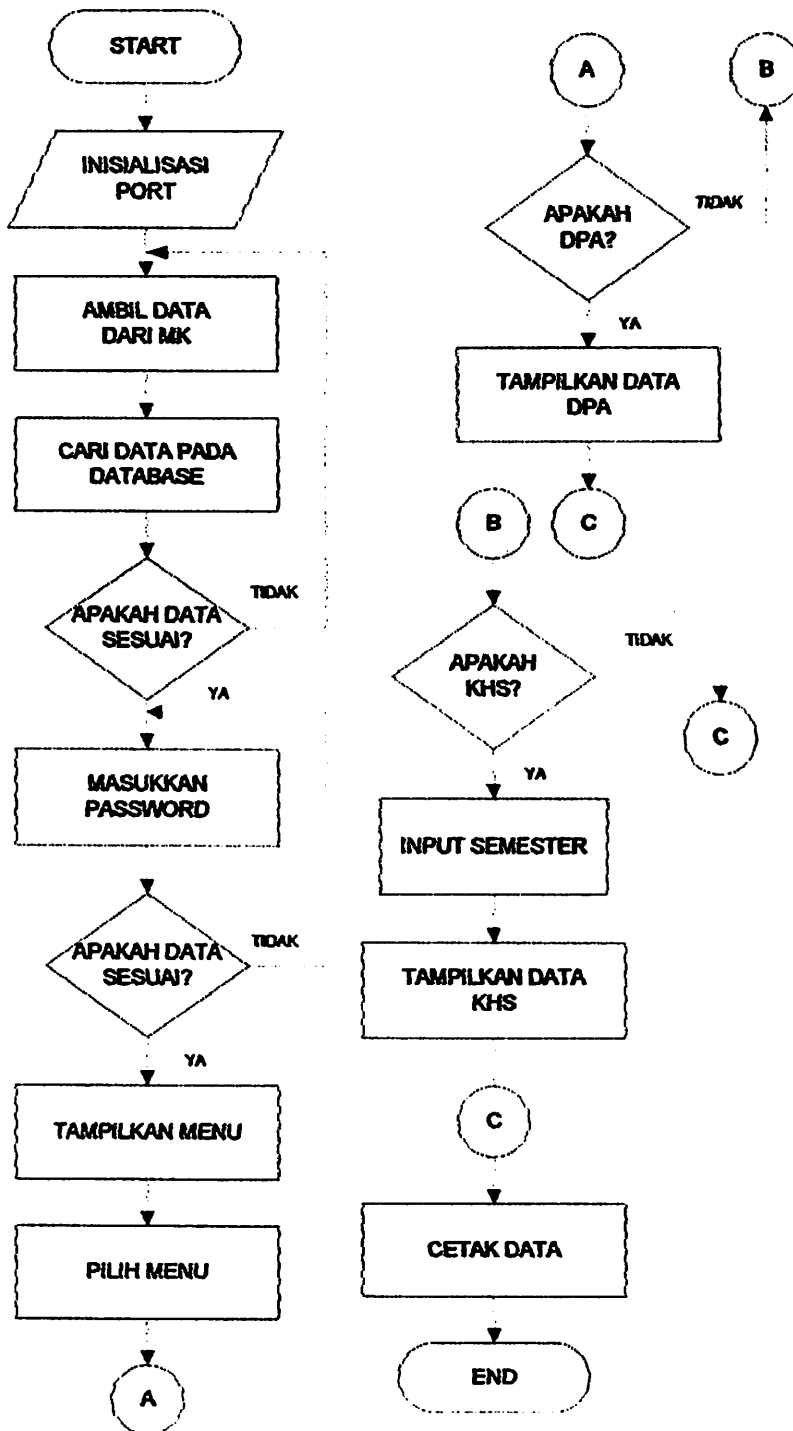 START
INISIALISASI
PORT
AMBIL DATA
DARI MK
CARI DATA PADA
DATABASE
APAKAH DATA
SESUAI?
TIDAK
YA
MASUKKAN
PASSWORD
APAKAH DATA
SESUAI?
TIDAK
YA
TAMPILKAN MENU
PILIH MENU
A
A
B
APAKAH
DPA?
TIDAK
YA
TAMPILKAN DATA
DPA
B
C
APAKAH
KHS?
TIDAK
C
YA
INPUT SEMESTER
TAMPILKAN DATA
KHS
C
CETAK DATA
END